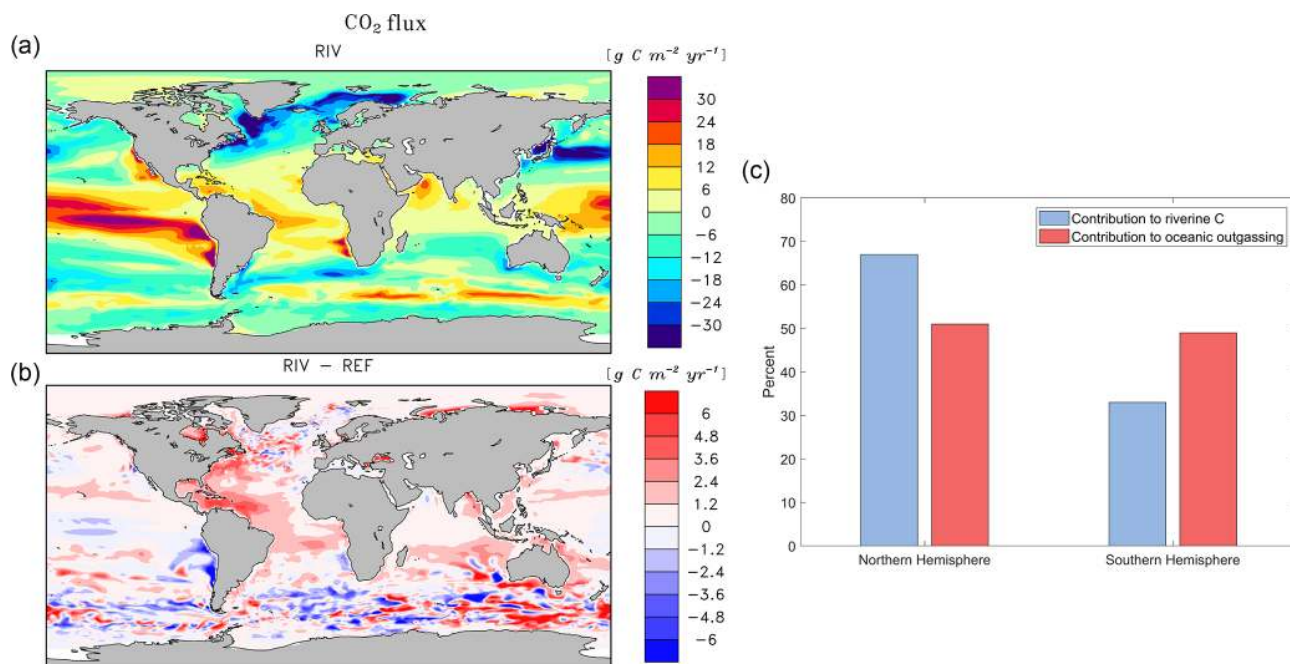 CO₂ flux
(a)
RIV
[g C m⁻² yr⁻¹]
30
24
18
12
6
0
−6
−12
−18
−24
−30
(b)
RIV − REF
[g C m⁻² yr⁻¹]
6
4.8
3.6
2.4
1.2
0
−1.2
−2.4
−3.6
−4.8
−6
(c)
80
70
60
50
40
30
20
10
0
Percent
Contribution to riverine C
Contribution to oceanic outgassing
Northern Hemisphere
Southern Hemisphere